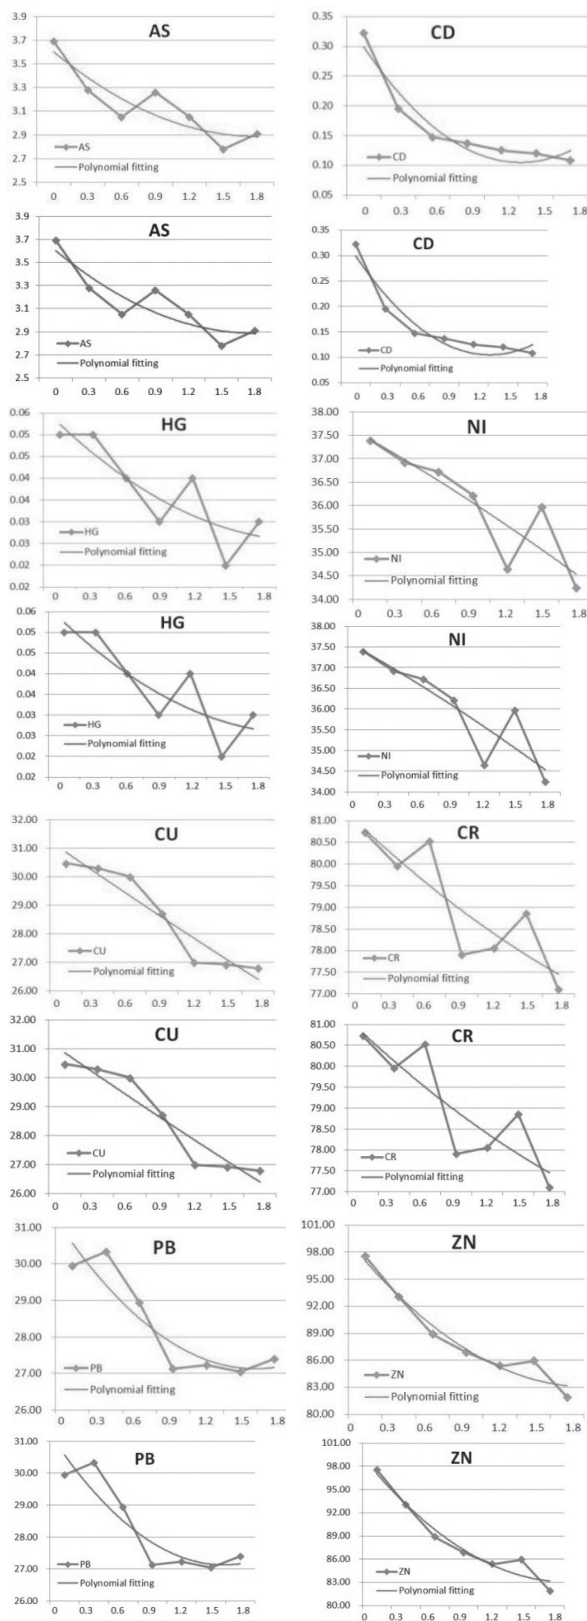 AS
3.9
3.7
3.5
3.3
3.1
2.9
2.7
2.5
AS
Polynomial fitting
0 0.3 0.6 0.9 1.2 1.5 1.8
CD
0.35
0.30
0.25
0.20
0.15
0.10
0.05
CD
Polynomial fitting
0 0.3 0.6 0.9 1.2 1.5 1.8
AS
3.9
3.7
3.5
3.3
3.1
2.9
2.7
2.5
AS
Polynomial fitting
0 0.3 0.6 0.9 1.2 1.5 1.8
CD
0.35
0.30
0.25
0.20
0.15
0.10
0.05
CD
Polynomial fitting
0 0.3 0.6 0.9 1.2 1.5 1.8
HG
0.06
0.05
0.05
0.04
0.04
0.03
0.03
0.02
0.02
HG
Polynomial fitting
0 0.3 0.6 0.9 1.2 1.5 1.8
NI
38.00
37.50
37.00
36.50
36.00
35.50
35.00
34.50
34.00
NI
Polynomial fitting
0 0.3 0.6 0.9 1.2 1.5 1.8
HG
0.06
0.05
0.05
0.04
0.04
0.03
0.03
0.02
0.02
HG
Polynomial fitting
0 0.3 0.6 0.9 1.2 1.5 1.8
NI
38.00
37.50
37.00
36.50
36.00
35.50
35.00
34.50
34.00
NI
Polynomial fitting
0 0.3 0.6 0.9 1.2 1.5 1.8
CU
32.00
31.00
30.00
29.00
28.00
27.00
26.00
CU
Polynomial fitting
0 0.3 0.6 0.9 1.2 1.5 1.8
CR
81.00
80.50
80.00
79.50
79.00
78.50
78.00
77.50
77.00
CR
Polynomial fitting
0 0.3 0.6 0.9 1.2 1.5 1.8
CU
32.00
31.00
30.00
29.00
28.00
27.00
26.00
CU
Polynomial fitting
0 0.3 0.6 0.9 1.2 1.5 1.8
CR
81.00
80.50
80.00
79.50
79.00
78.50
78.00
77.50
77.00
CR
Polynomial fitting
0 0.3 0.6 0.9 1.2 1.5 1.8
PB
31.00
30.00
29.00
28.00
27.00
26.00
PB
Polynomial fitting
0 0.3 0.6 0.9 1.2 1.5 1.8
ZN
101.00
98.00
95.00
92.00
89.00
86.00
83.00
80.00
ZN
Polynomial fitting
0 0.3 0.6 0.9 1.2 1.5 1.8
PB
31.00
30.00
29.00
28.00
27.00
26.00
PB
Polynomial fitting
0 0.3 0.6 0.9 1.2 1.5 1.8
ZN
101.00
98.00
95.00
92.00
89.00
86.00
83.00
80.00
ZN
Polynomial fitting
0 0.3 0.6 0.9 1.2 1.5 1.8